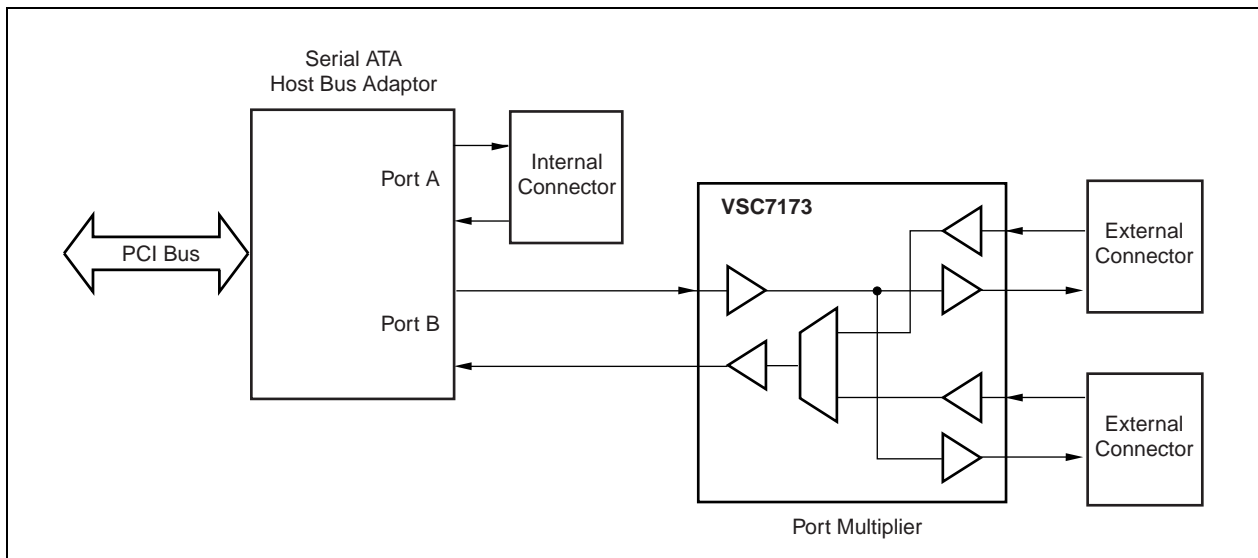 Serial ATA
Host Bus Adaptor
Port A
Internal
Connector
VSC7173
External
Connector
PCI Bus
Port B
External
Connector
Port Multiplier